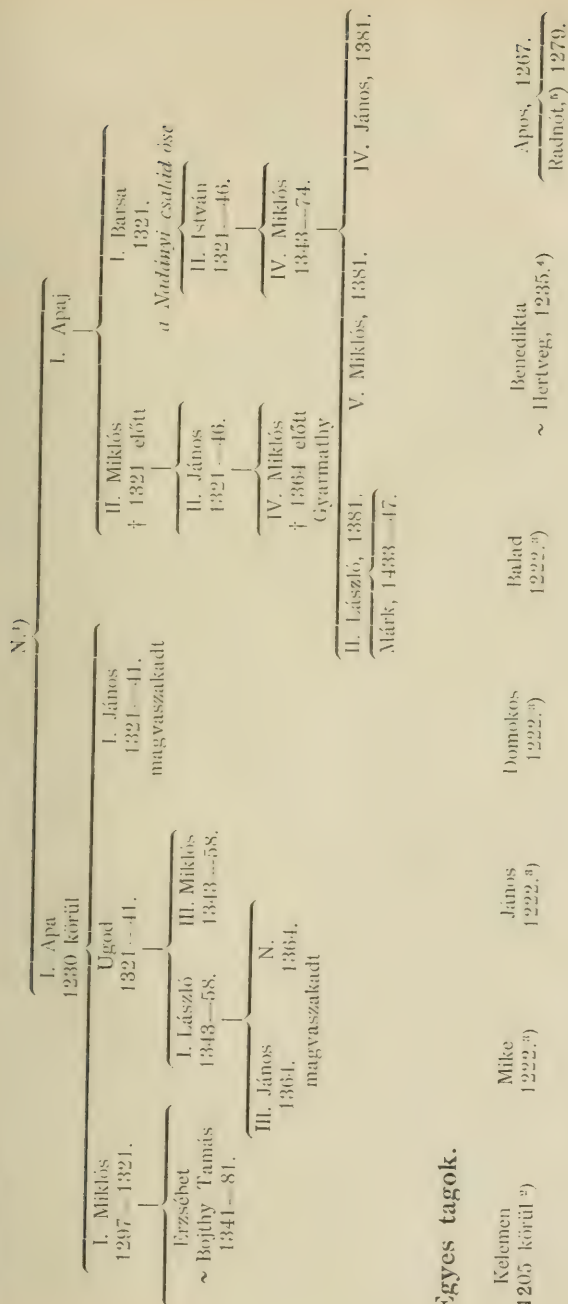 N.¹)
I. Apa
1230 körül
I. Apaj
I. Miklós
1297—1321.
Ugod
1321—41.
I. János
1321—41.
magvaszakadt
II. Miklós
† 1321 előtt
I. Barsa
1321.
a Nadányi család őse
Erzsébet
~ Bojthy Tamás
1341—81.
I. László
1343—58.
III. Miklós
1343—58.
II. János
1321—46.
II. István
1321—46.
III. János
1364.
N.
1364.
magvaszakadt
IV. Miklós
† 1364 előtt
Gyarmathy
IV. Miklós
1343—74.
II. László, 1381.
V. Miklós, 1381.
IV. János, 1381.
Márk, 1433—47.
Egyes tagok.
Kelemen
1205 körül ²)
Mike
1222.³)
János
1222.³)
Domokos
1222.³)
Balad
1222.³)
Benedikta
~ Hertveg, 1235.⁴)
Apos, 1267.
Radnót,⁵) 1279.